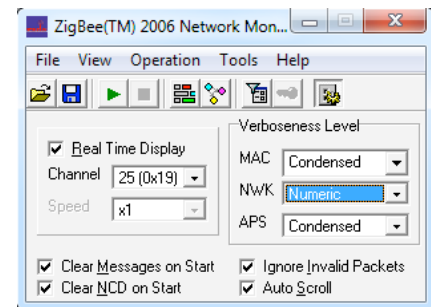 ZigBee(TM) 2006 Network Mon...
File View Operation Tools Help
Real Time Display
Channel 25 (0x19)
Speed x1
Verboseness Level
MAC Condensed
NWK Numeric
APS Condensed
Clear Messages on Start
Clear NCD on Start
Ignore Invalid Packets
Auto Scroll